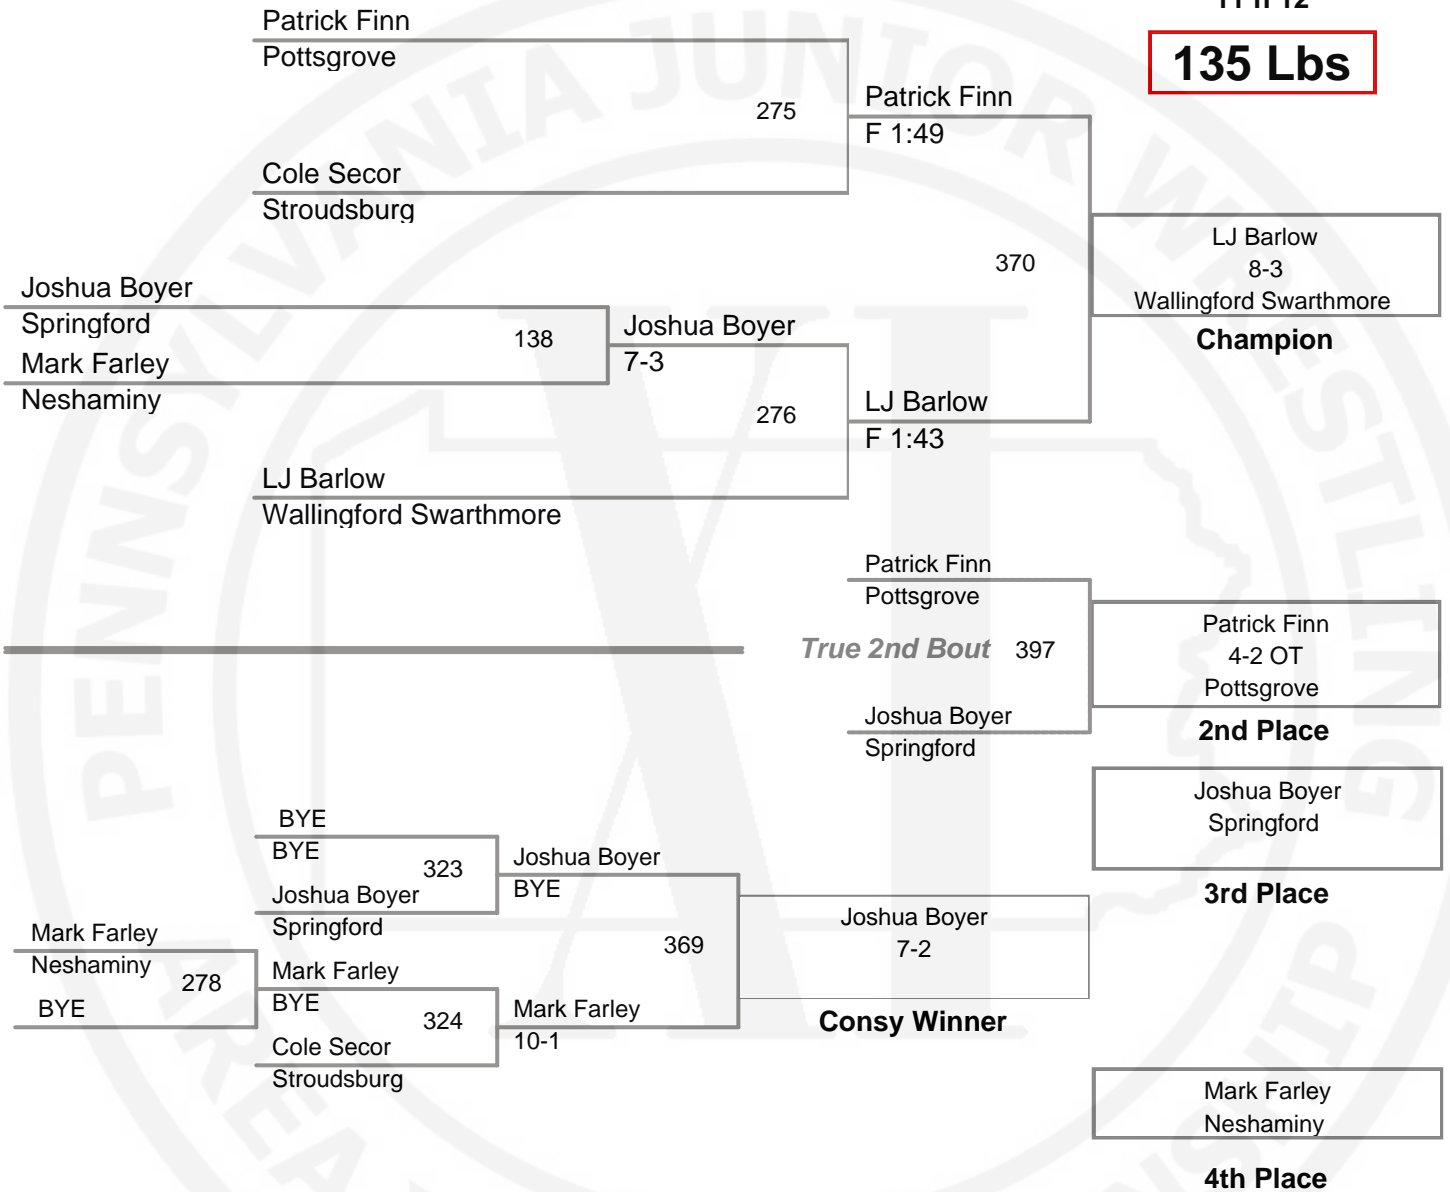 135 Lbs
Patrick Finn
Pottsgrove
275
Patrick Finn
F 1:49
Cole Secor
Stroudsburg
370
LJ Barlow
8-3
Wallingford Swarthmore
Champion
Joshua Boyer
Springford
138
Joshua Boyer
7-3
Mark Farley
Neshaminy
276
LJ Barlow
F 1:43
LJ Barlow
Wallingford Swarthmore
Patrick Finn
Pottsgrove
True 2nd Bout 397
Patrick Finn
4-2 OT
Pottsgrove
2nd Place
Joshua Boyer
Springford
Joshua Boyer
Springford
3rd Place
BYE
BYE
323
Joshua Boyer
BYE
Joshua Boyer
Springford
369
Joshua Boyer
7-2
Consy Winner
Mark Farley
Neshaminy
278
BYE
Mark Farley
BYE
324
Mark Farley
10-1
Cole Secor
Stroudsburg
Mark Farley
Neshaminy
4th Place
PENNSYLVANIA JUNIOR WRESTLING
XI